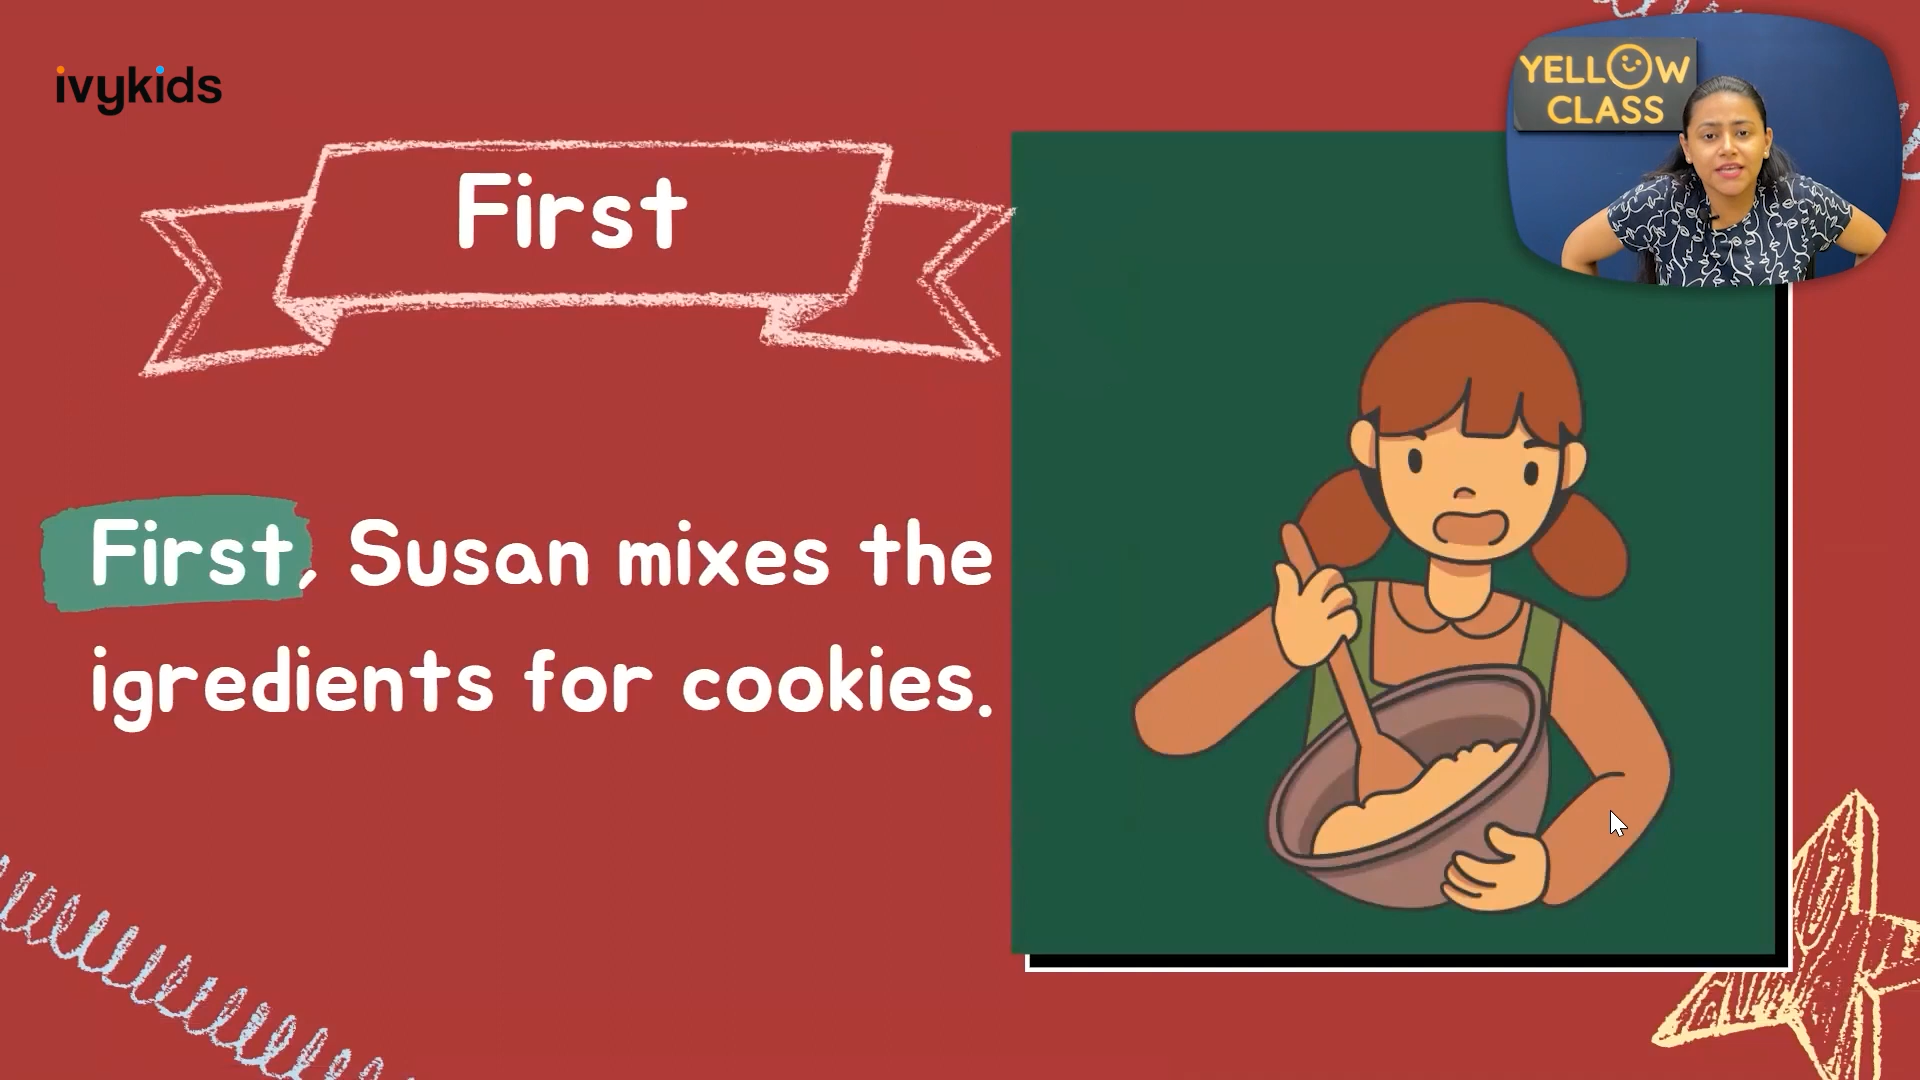 ivykids
YELLOW
CLASS
First
First, Susan mixes the
igredients for cookies.